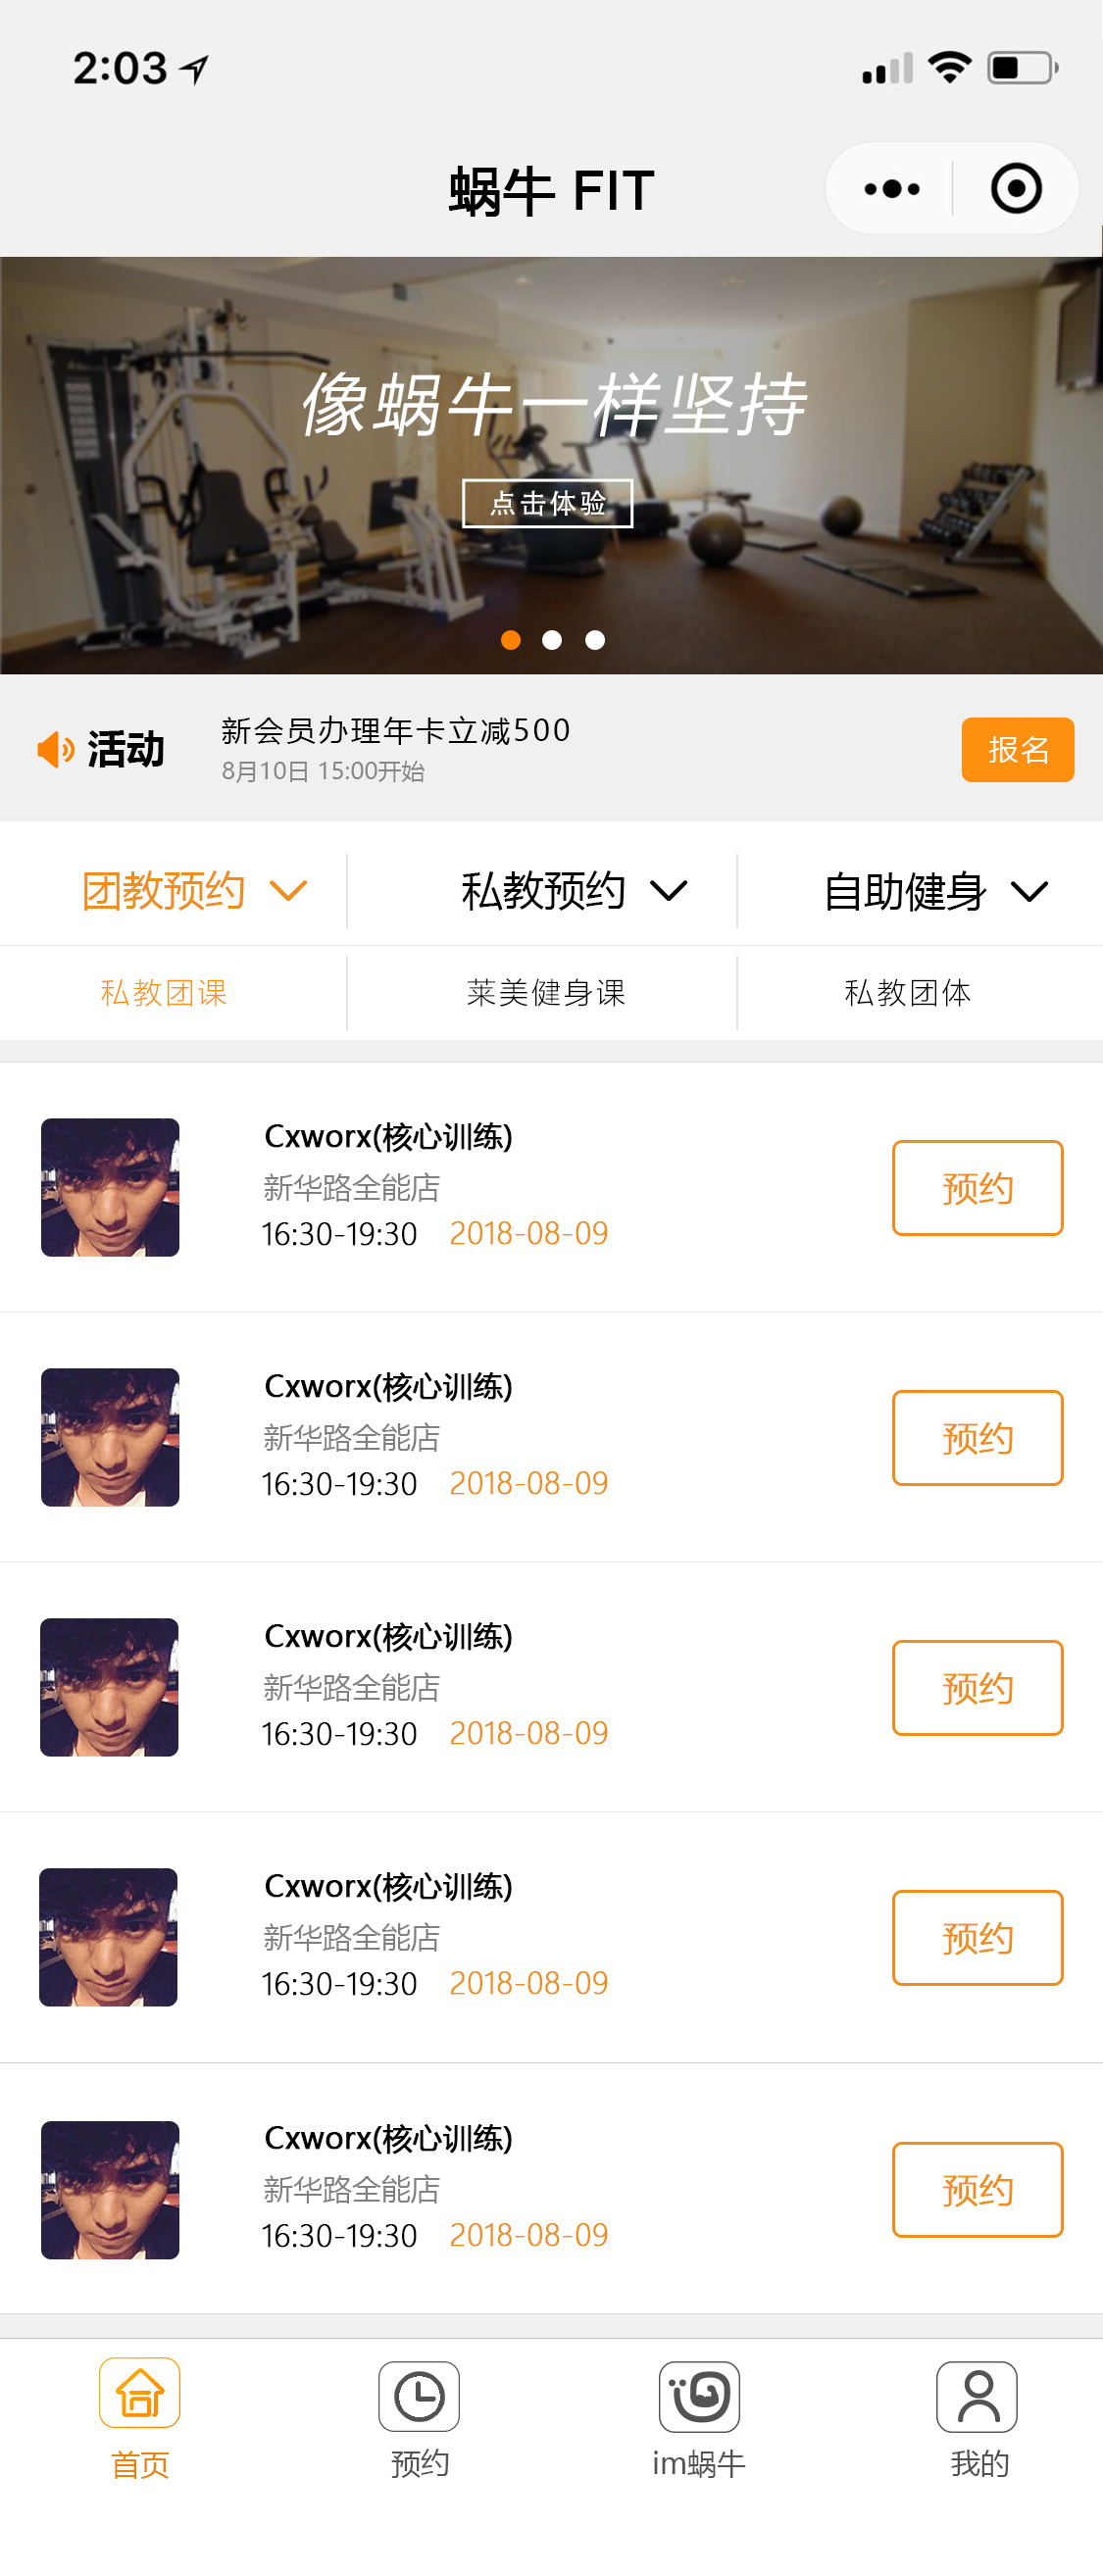 2:03
蜗牛 FIT
像蜗牛一样坚持
点击体验
活动
新会员办理年卡立减500
8月10日 15:00开始
报名
团教预约 私教预约 自助健身
私教团课 莱美健身课 私教团体
Cxworx(核心训练)
新华路全能店
16:30-19:30 2018-08-09
预约
Cxworx(核心训练)
新华路全能店
16:30-19:30 2018-08-09
预约
Cxworx(核心训练)
新华路全能店
16:30-19:30 2018-08-09
预约
Cxworx(核心训练)
新华路全能店
16:30-19:30 2018-08-09
预约
Cxworx(核心训练)
新华路全能店
16:30-19:30 2018-08-09
预约
首页 预约 im蜗牛 我的